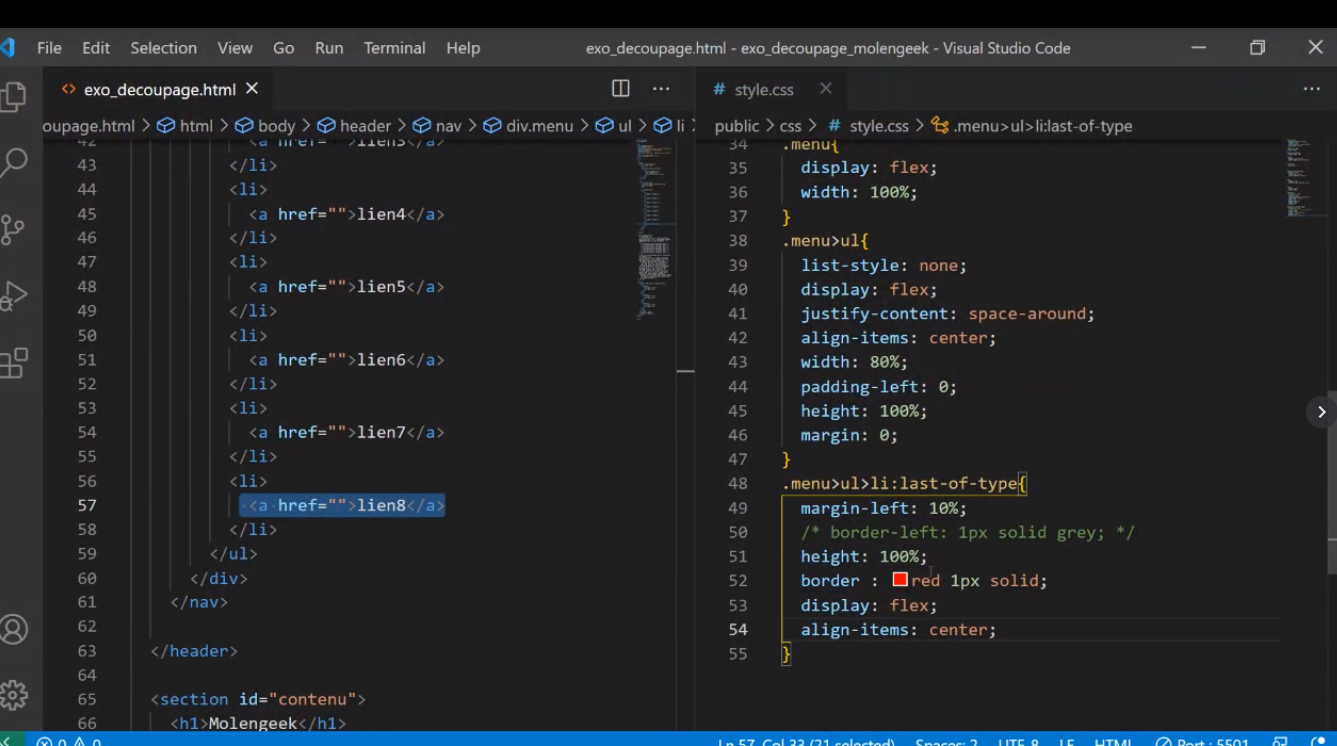 File Edit Selection View Go Run Terminal Help exo_decoupage.html - exo_decoupage_molengeek - Visual Studio Code
exo_decoupage.html
oupage.html > html > body > header > nav > div.menu > ul > li
42 <a href="">lien3</a>
43 </li>
44 <li>
45 <a href="">lien4</a>
46 </li>
47 <li>
48 <a href="">lien5</a>
49 </li>
50 <li>
51 <a href="">lien6</a>
52 </li>
53 <li>
54 <a href="">lien7</a>
55 </li>
56 <li>
57 <a href="">lien8</a>
58 </li>
59 </ul>
60 </div>
61 </nav>
62
63 </header>
64
65 <section id="contenu">
66 <h1>Molengeek</h1>
# style.css
public > css > # style.css > .menu>ul>li:last-of-type
34 .menu{
35 display: flex;
36 width: 100%;
37 }
38 .menu>ul{
39 list-style: none;
40 display: flex;
41 justify-content: space-around;
42 align-items: center;
43 width: 80%;
44 padding-left: 0;
45 height: 100%;
46 margin: 0;
47 }
48 .menu>ul>li:last-of-type{
49 margin-left: 10%;
50 /* border-left: 1px solid grey; */
51 height: 100%;
52 border : red 1px solid;
53 display: flex;
54 align-items: center;
55 }
0 0 Ln 57, Col 33 (21 selected) Spaces: 2 UTF-8 LF HTML Port : 5501